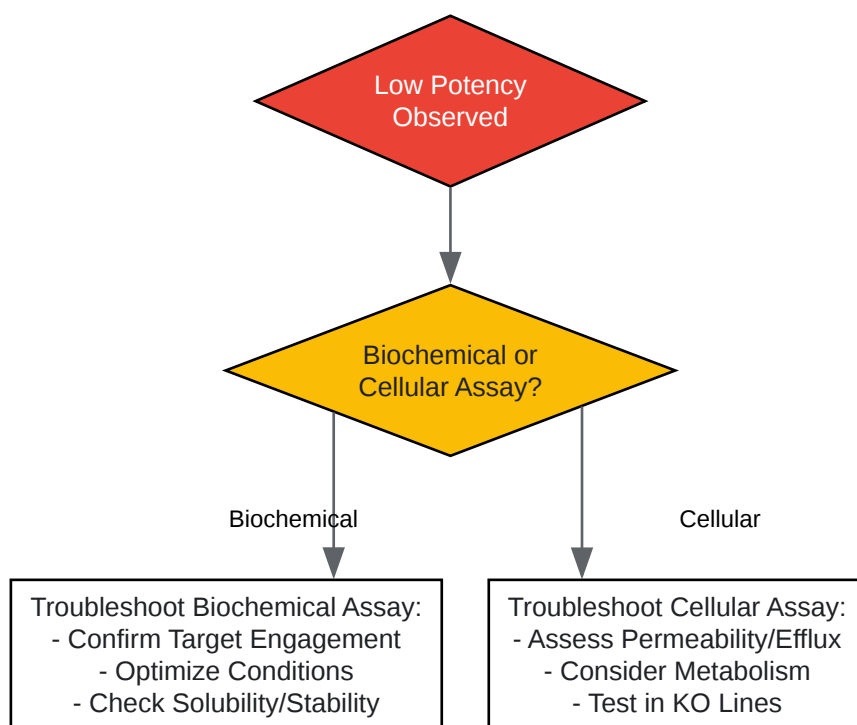 Low Potency
Observed
Biochemical or
Cellular Assay?
Biochemical
Cellular
Troubleshoot Biochemical Assay:
- Confirm Target Engagement
- Optimize Conditions
- Check Solubility/Stability
Troubleshoot Cellular Assay:
- Assess Permeability/Efflux
- Consider Metabolism
- Test in KO Lines